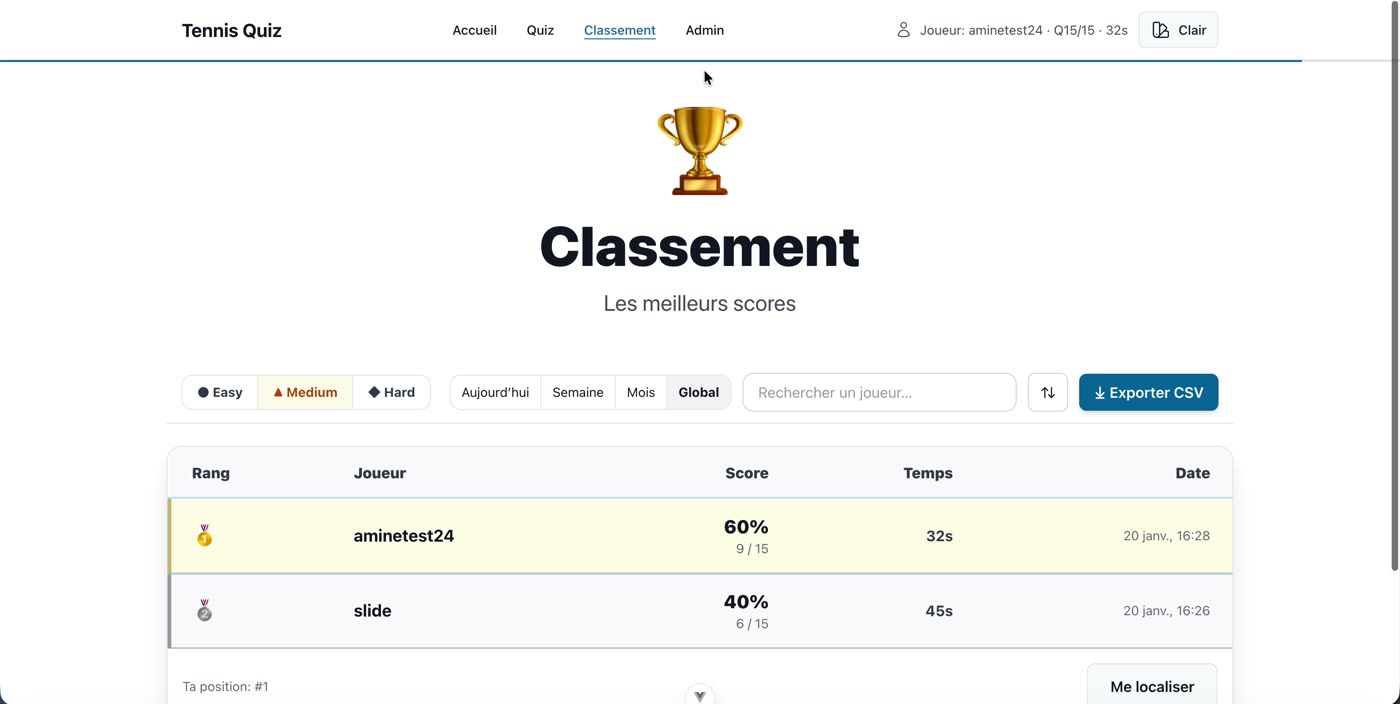 Tennis Quiz Accueil Quiz Classement Admin Joueur: aminetest24 · Q15/15 · 32s Clair
Classement
Les meilleurs scores
Easy Medium Hard Aujourd'hui Semaine Mois Global Rechercher un joueur... Exporter CSV
Rang Joueur Score Temps Date
1 aminetest24 60% 32s 20 janv., 16:28
9 / 15
2 slide 40% 45s 20 janv., 16:26
6 / 15
Ta position: #1 Me localiser